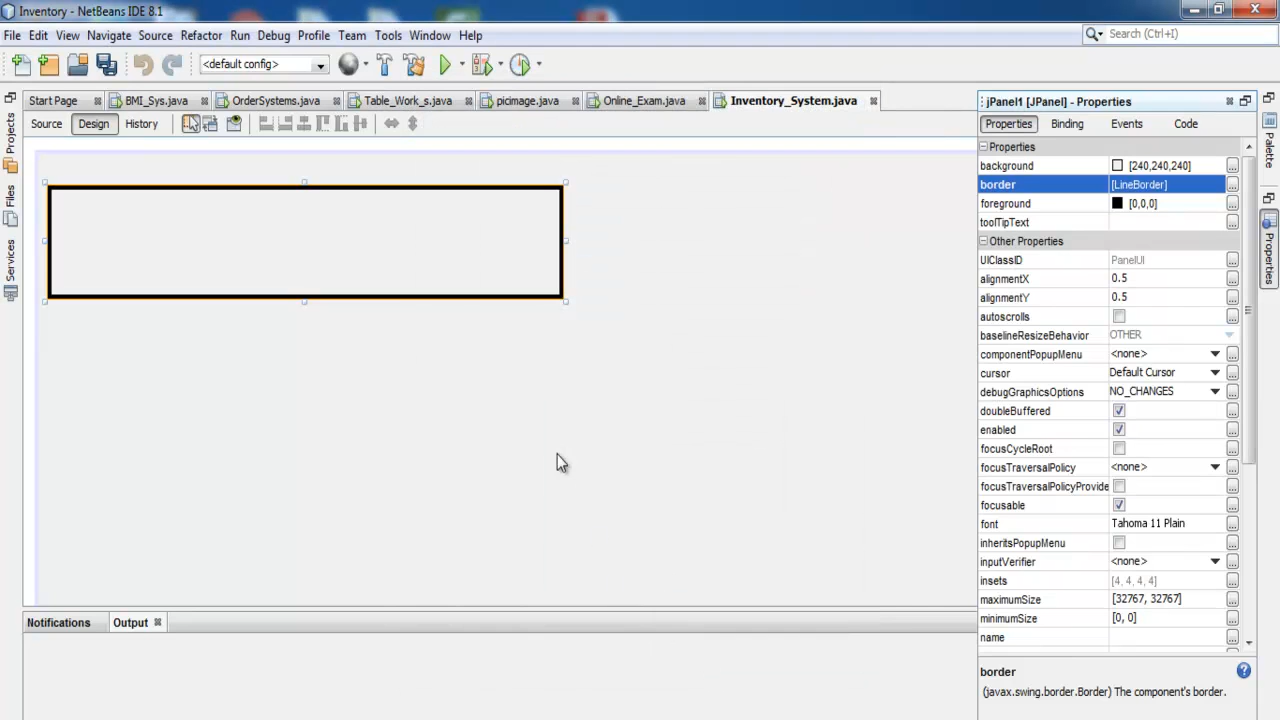 Inventory - NetBeans IDE 8.1
File Edit View Navigate Source Refactor Run Debug Profile Team Tools Window Help
Search (Ctrl+I)
<default config>
Start Page BMI_Sys.java OrderSystems.java Table_Work_s.java picimage.java Online_Exam.java Inventory_System.java
jPanel1 [JPanel] - Properties
Source Design History
Properties Binding Events Code
Projects
Files
Services
Palette
Properties
Properties
background [240,240,240]
border [LineBorder]
foreground [0,0,0]
toolTipText
Other Properties
UIClassID PanelUI
alignmentX 0.5
alignmentY 0.5
autoscrolls
baselineResizeBehavior OTHER
componentPopupMenu <none>
cursor Default Cursor
debugGraphicsOptions NO_CHANGES
doubleBuffered
enabled
focusCycleRoot
focusTraversalPolicy <none>
focusTraversalPolicyProvide
focusable
font Tahoma 11 Plain
inheritsPopupMenu
inputVerifier <none>
insets [4, 4, 4, 4]
maximumSize [32767, 32767]
minimumSize [0, 0]
name
Notifications Output
border
(javax.swing.border.Border) The component's border.